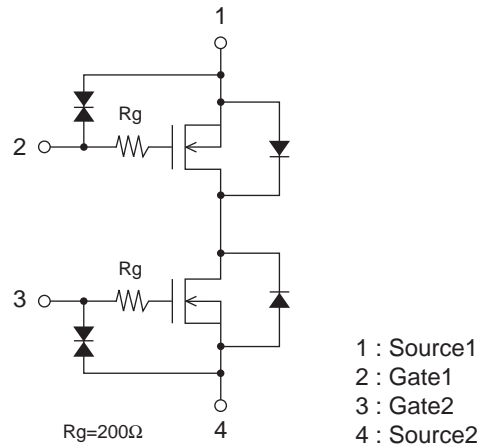 1
Rg
2
Rg
3
1 : Source1
2 : Gate1
3 : Gate2
4 : Source2
Rg=200Ω
4